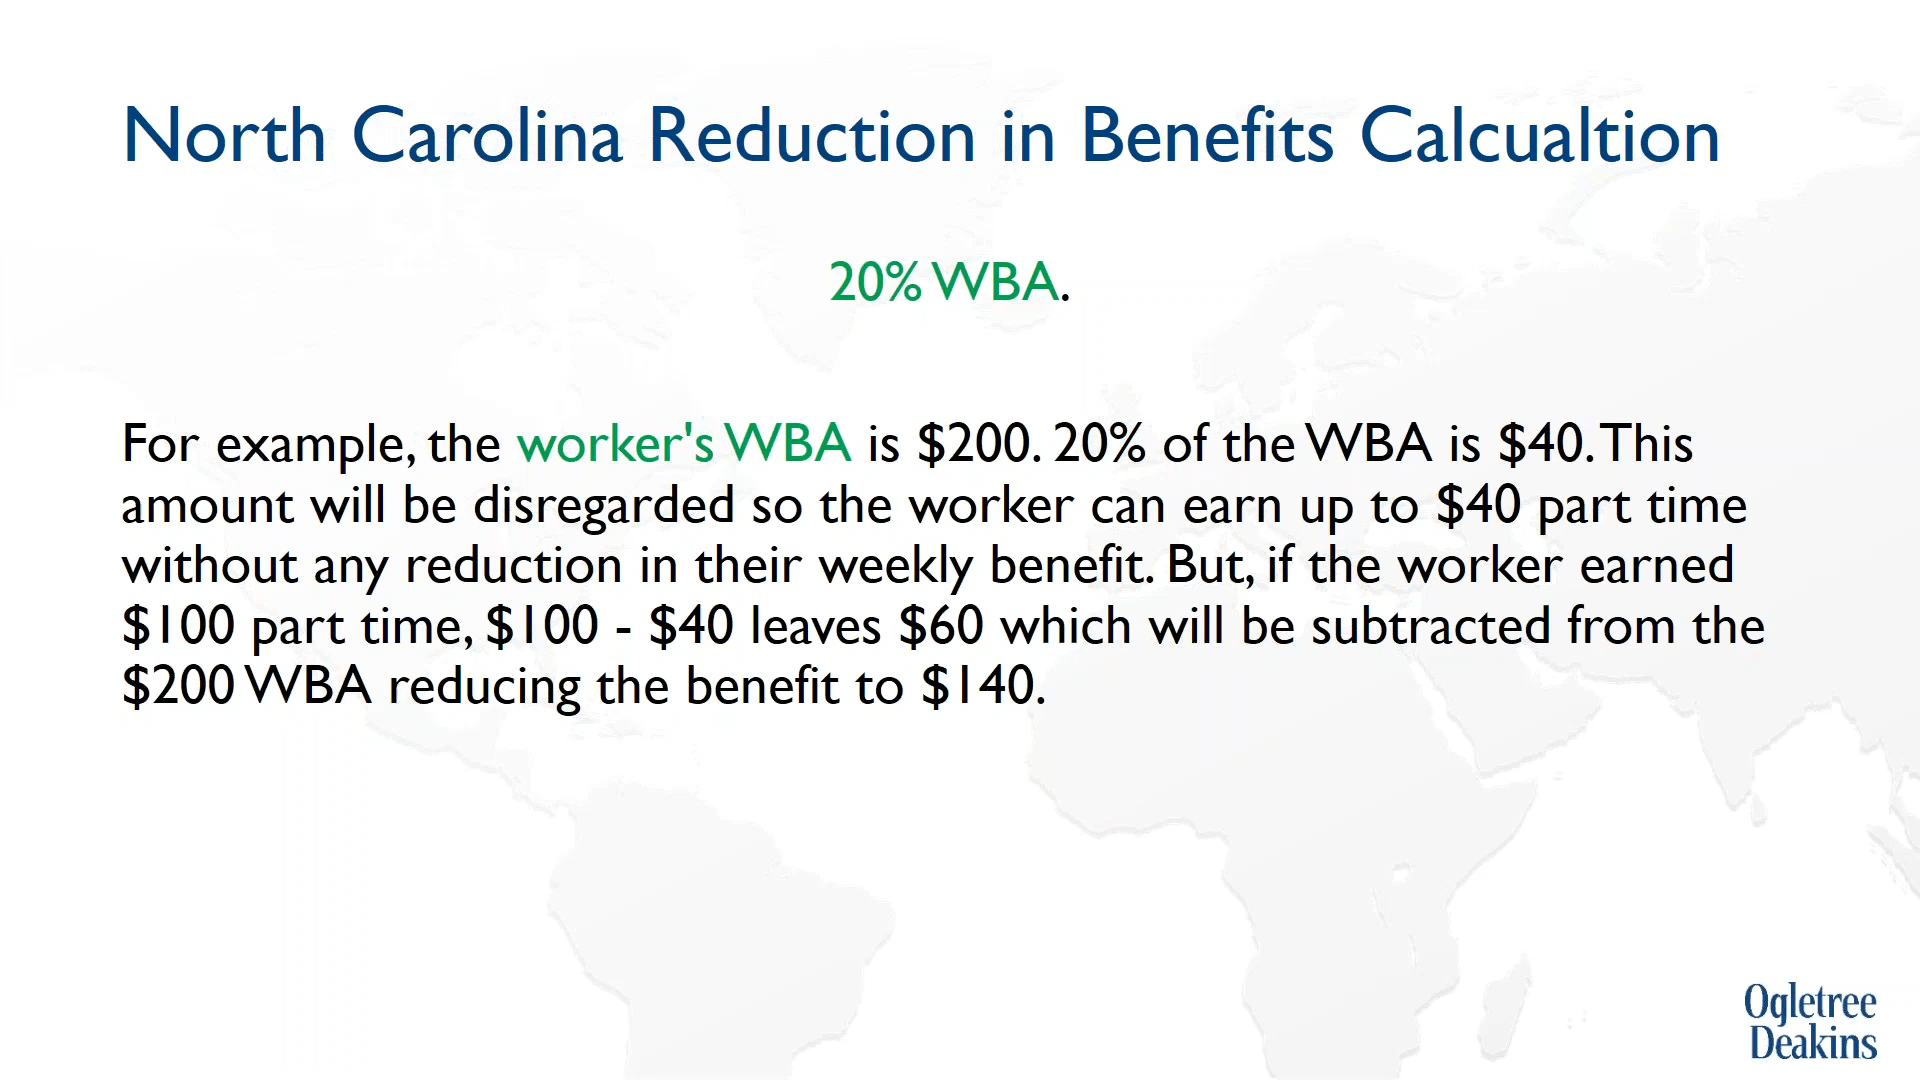 North Carolina Reduction in Benefits Calcualtion
20% WBA.
For example, the worker's WBA is $200. 20% of the WBA is $40. This
amount will be disregarded so the worker can earn up to $40 part time
without any reduction in their weekly benefit. But, if the worker earned
$100 part time, $100 - $40 leaves $60 which will be subtracted from the
$200 WBA reducing the benefit to $140.
Ogletree
Deakins